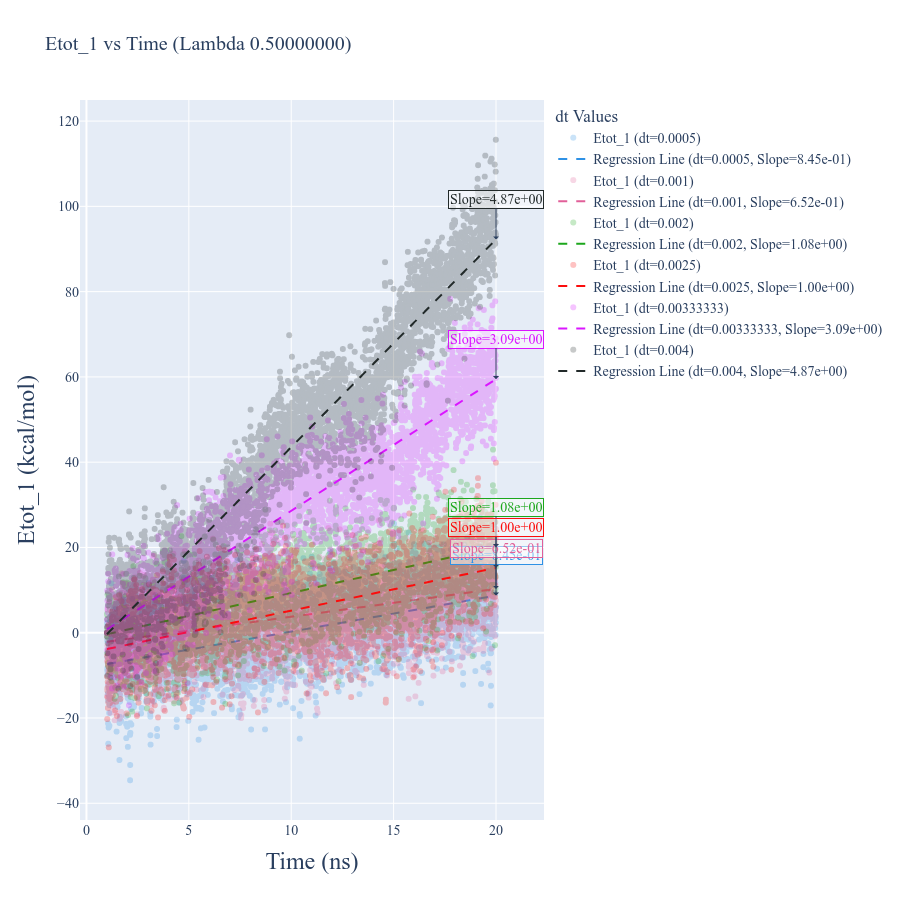 Etot_1 vs Time (Lambda 0.50000000)
dt Values
Etot_1 (dt=0.0005)
Regression Line (dt=0.0005, Slope=8.45e-01)
Etot_1 (dt=0.001)
Regression Line (dt=0.001, Slope=6.52e-01)
Etot_1 (dt=0.002)
Regression Line (dt=0.002, Slope=1.08e+00)
Etot_1 (dt=0.0025)
Regression Line (dt=0.0025, Slope=1.00e+00)
Etot_1 (dt=0.00333333)
Regression Line (dt=0.00333333, Slope=3.09e+00)
Etot_1 (dt=0.004)
Regression Line (dt=0.004, Slope=4.87e+00)
Slope=4.87e+00
Slope=3.09e+00
Slope=1.08e+00
Slope=1.00e+00
Slope=6.52e-01
Slope=8.45e-01
120
100
80
60
40
20
0
−20
−40
Etot_1 (kcal/mol)
0
5
10
15
20
Time (ns)